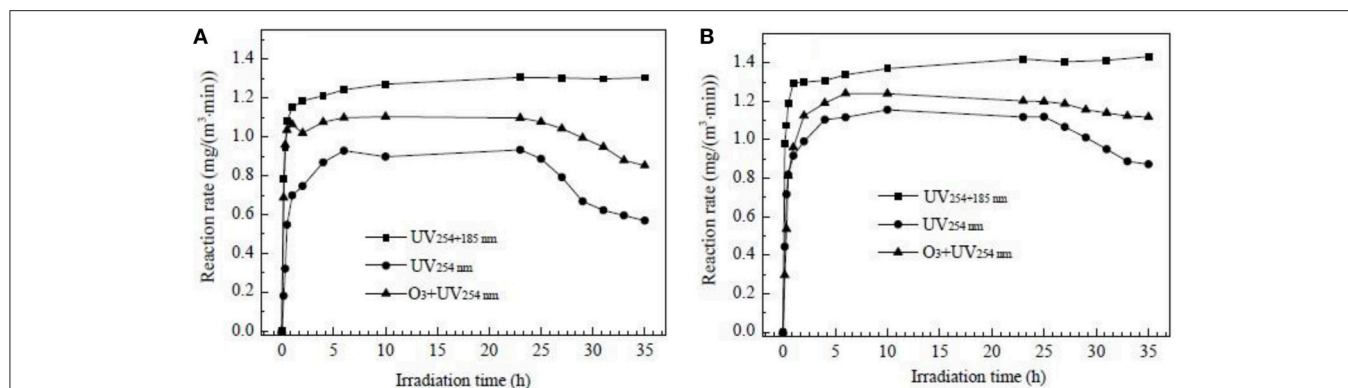 A
Reaction rate (mg/(m³·min))
1.4
1.2
1.0
0.8
0.6
0.4
0.2
0.0
UV254+185 nm
UV254 nm
O3+UV254 nm
0 5 10 15 20 25 30 35
Irradiation time (h)
B
Reaction rate (mg/(m³·min))
1.4
1.2
1.0
0.8
0.6
0.4
0.2
0.0
UV254+185 nm
UV254 nm
O3+UV254 nm
0 5 10 15 20 25 30 35
Irradiation time (h)